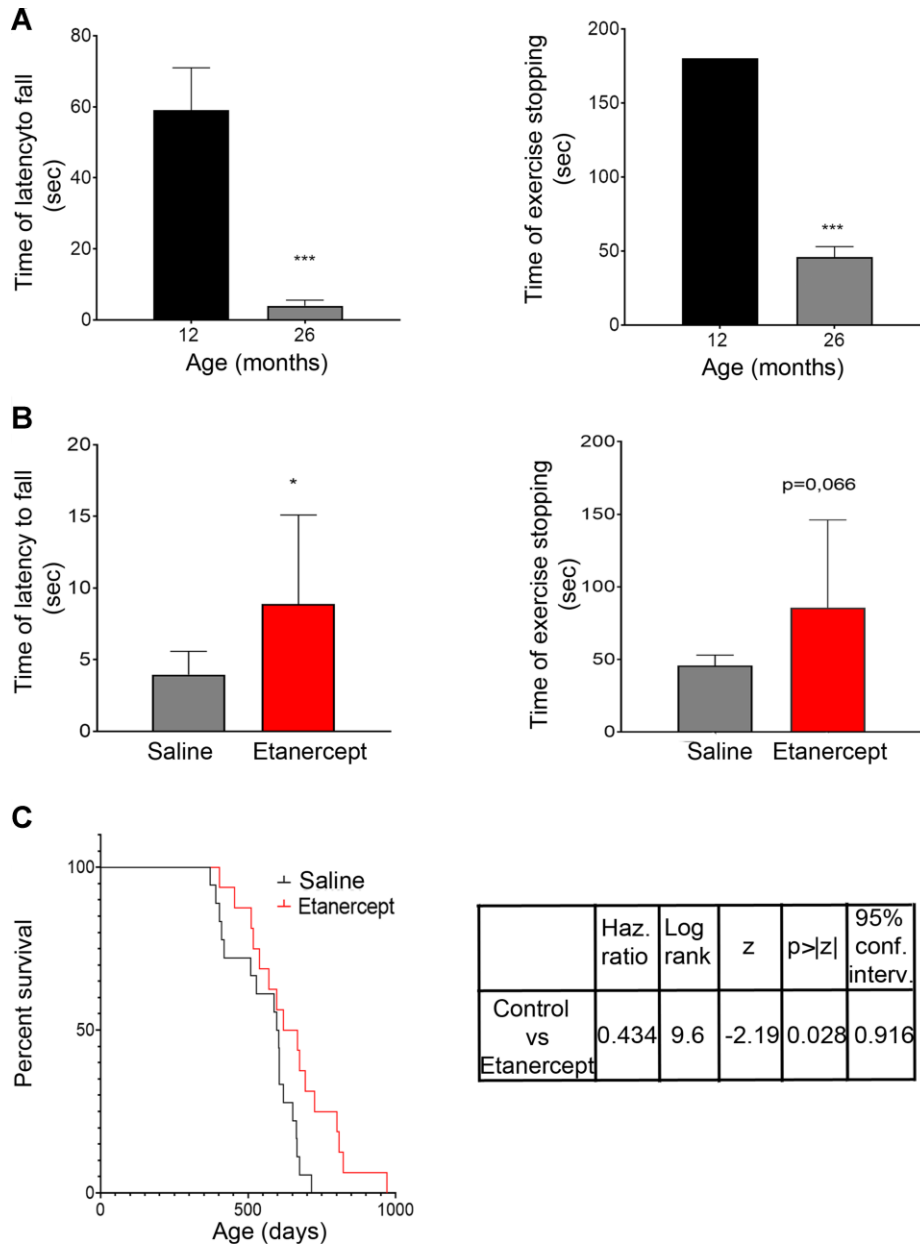 A
Time of latencyto fall
(sec)
80
60
40
20
0
***
12
26
Age (months)
Time of exercise stopping
(sec)
200
150
100
50
0
***
12
26
Age (months)
B
Time of latency to fall
(sec)
20
15
10
5
0
*
Saline
Etanercept
Time of exercise stopping
(sec)
200
150
100
50
0
p=0,066
Saline
Etanercept
C
Percent survival
100
50
0
Saline
Etanercept
0
500
1000
Age (days)
Haz.
ratio
Log
rank
z
p>|z|
95%
conf.
interv.
Control
vs
Etanercept
0.434
9.6
-2.19
0.028
0.916